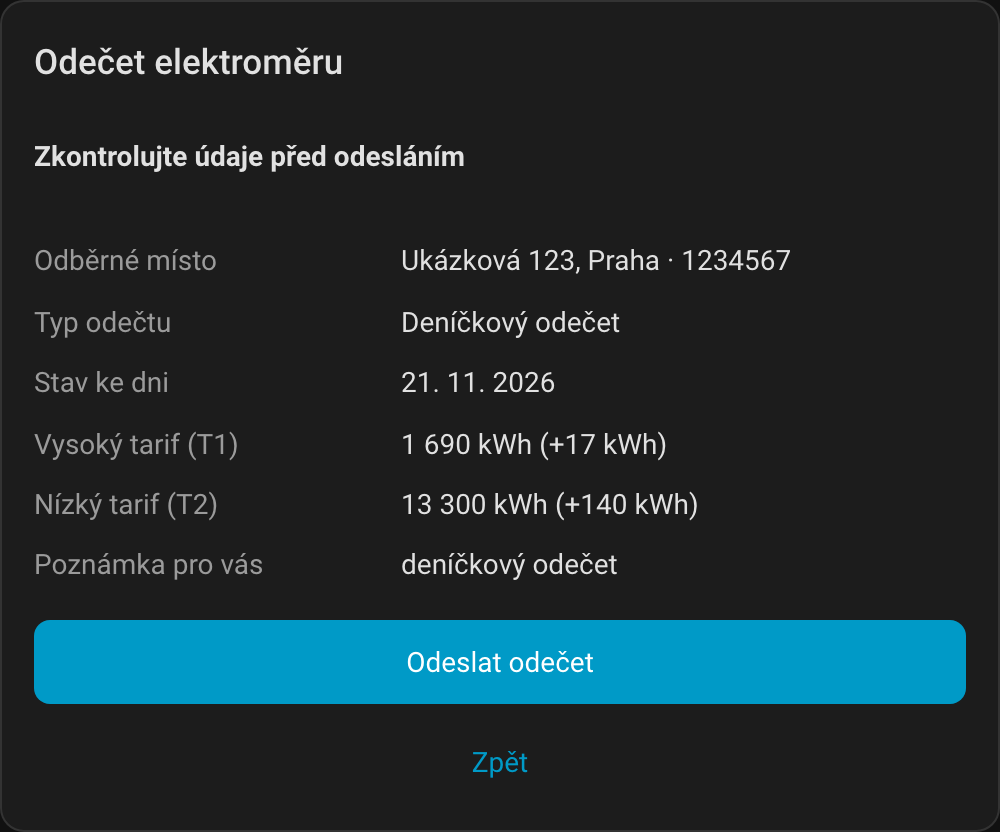 Odečet elektroměru
Zkontrolujte údaje před odesláním
Odběrné místo Ukázková 123, Praha · 1234567
Typ odečtu Deníčkový odečet
Stav ke dni 21. 11. 2026
Vysoký tarif (T1) 1 690 kWh (+17 kWh)
Nízký tarif (T2) 13 300 kWh (+140 kWh)
Poznámka pro vás deníčkový odečet
Odeslat odečet
Zpět